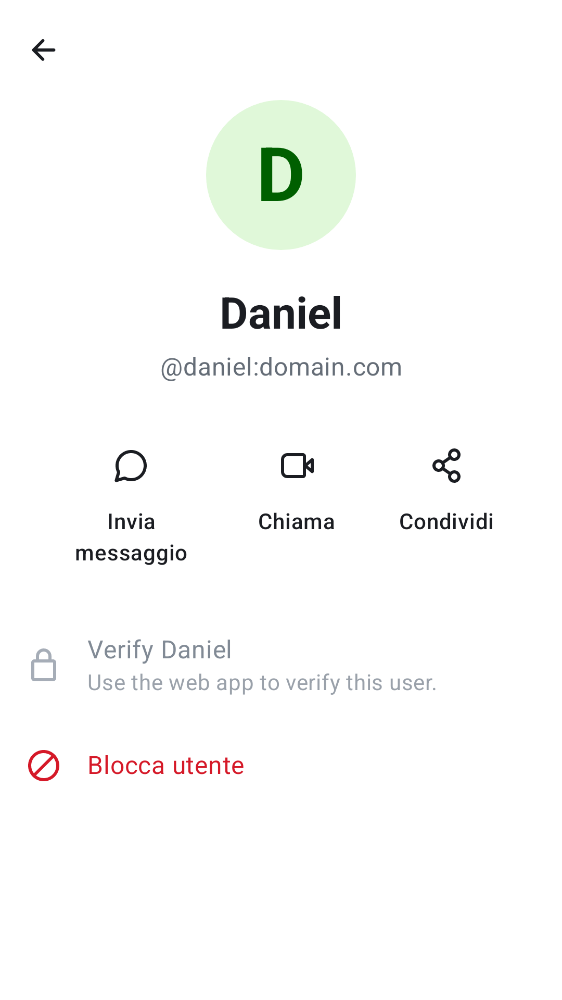 D
Daniel
@daniel:domain.com
Invia
messaggio
Chiama
Condividi
Verify Daniel
Use the web app to verify this user.
Blocca utente